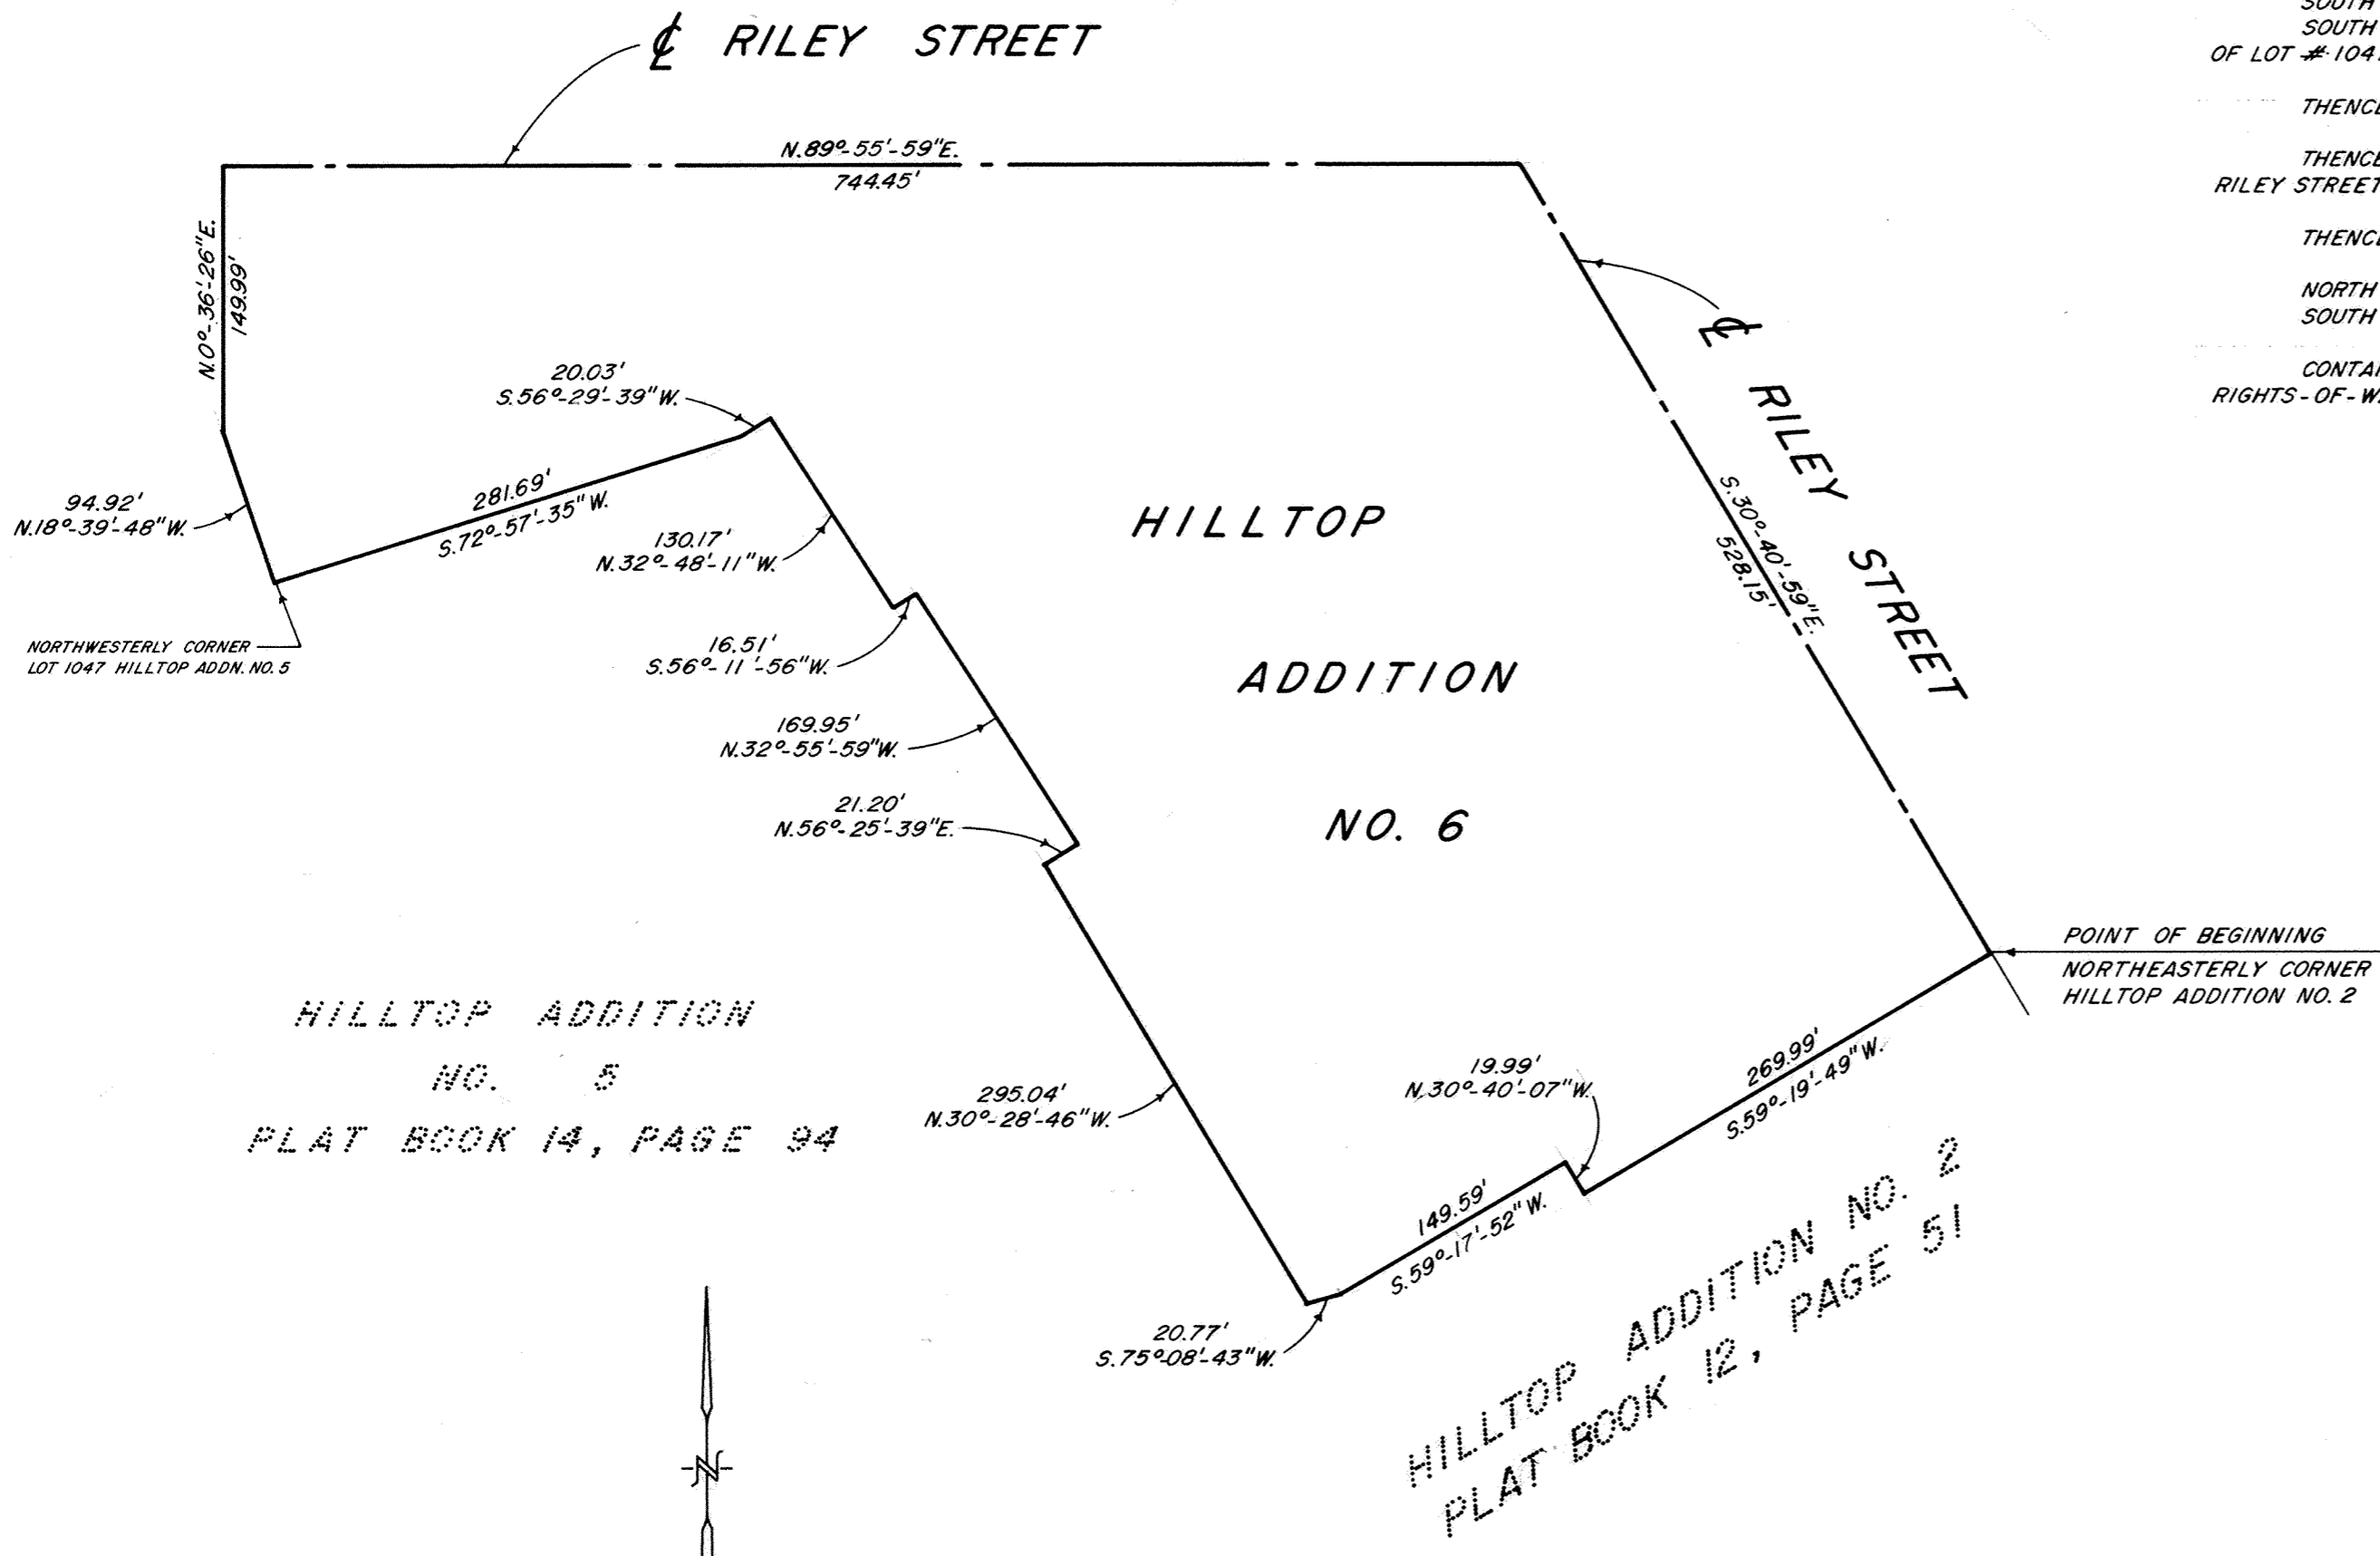 ℄ RILEY STREET
N.89°-55'-59"E.
744.45'
N.0°-36'-26"E.
149.99'
20.03'
S.56°-29'-39"W.
281.69'
S.72°-57'-35"W.
94.92'
N.18°-39'-48"W.
130.17'
N.32°-48'-11"W.
NORTHWESTERLY CORNER
LOT 1047 HILLTOP ADDN. NO. 5
16.51'
S.56°-11'-56"W.
169.95'
N.32°-55'-59"W.
21.20'
N.56°-25'-39"E.
HILLTOP
ADDITION
NO. 6
℄ RILEY STREET
S.30°-40'-59"E.
528.15'
POINT OF BEGINNING
NORTHEASTERLY CORNER
HILLTOP ADDITION NO. 2
HILLTOP ADDITION
NO. 5
PLAT BOOK 14, PAGE 94
295.04'
N.30°-28'-46"W.
19.99'
N.30°-40'-07"W.
269.99'
S.59°-19'-49"W.
149.59'
S.59°-17'-52"W.
20.77'
S.75°-08'-43"W.
HILLTOP ADDITION NO. 2
PLAT BOOK 12, PAGE 51
N
SOUTH
SOUTH
OF LOT # 104
THENCE
THENCE
RILEY STREET
THENCE
NORTH
SOUTH
RIGHTS-OF-W